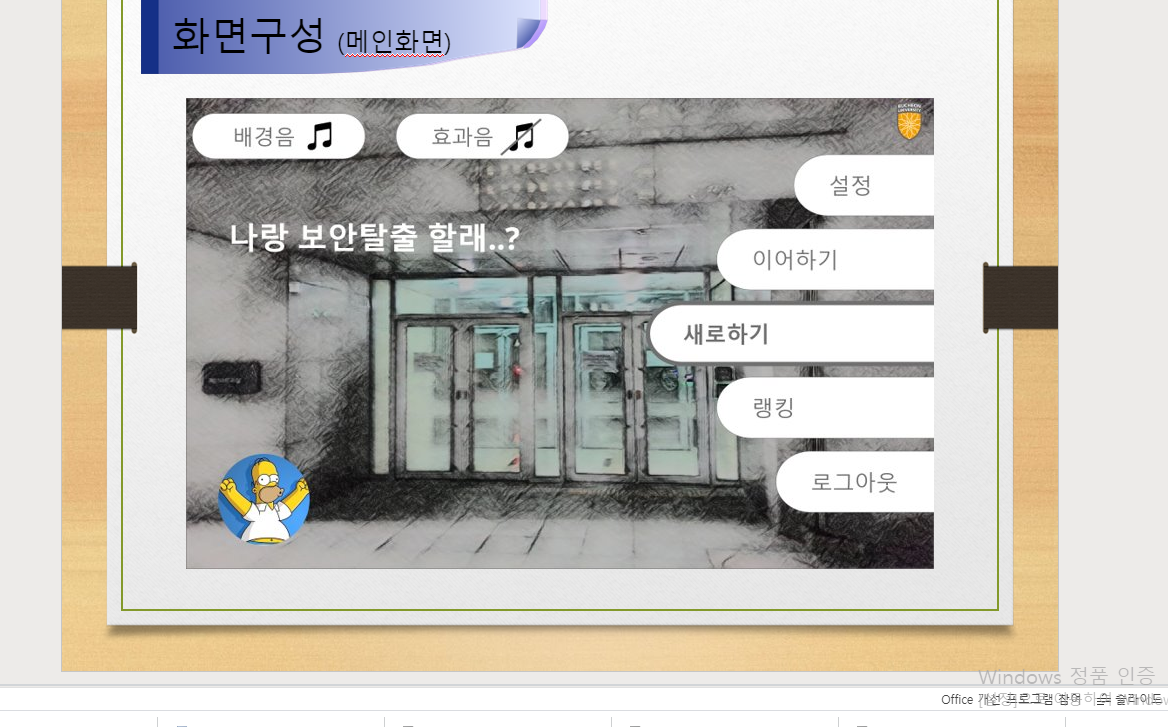 화면구성 (메인화면)
배경음
효과음
BUCHEON
UNIVERSITY
설정
나랑 보안탈출 할래..?
이어하기
새로하기
랭킹
로그아웃
Windows 정품 인증
Office 개선 프로그램 참여
슬라이드